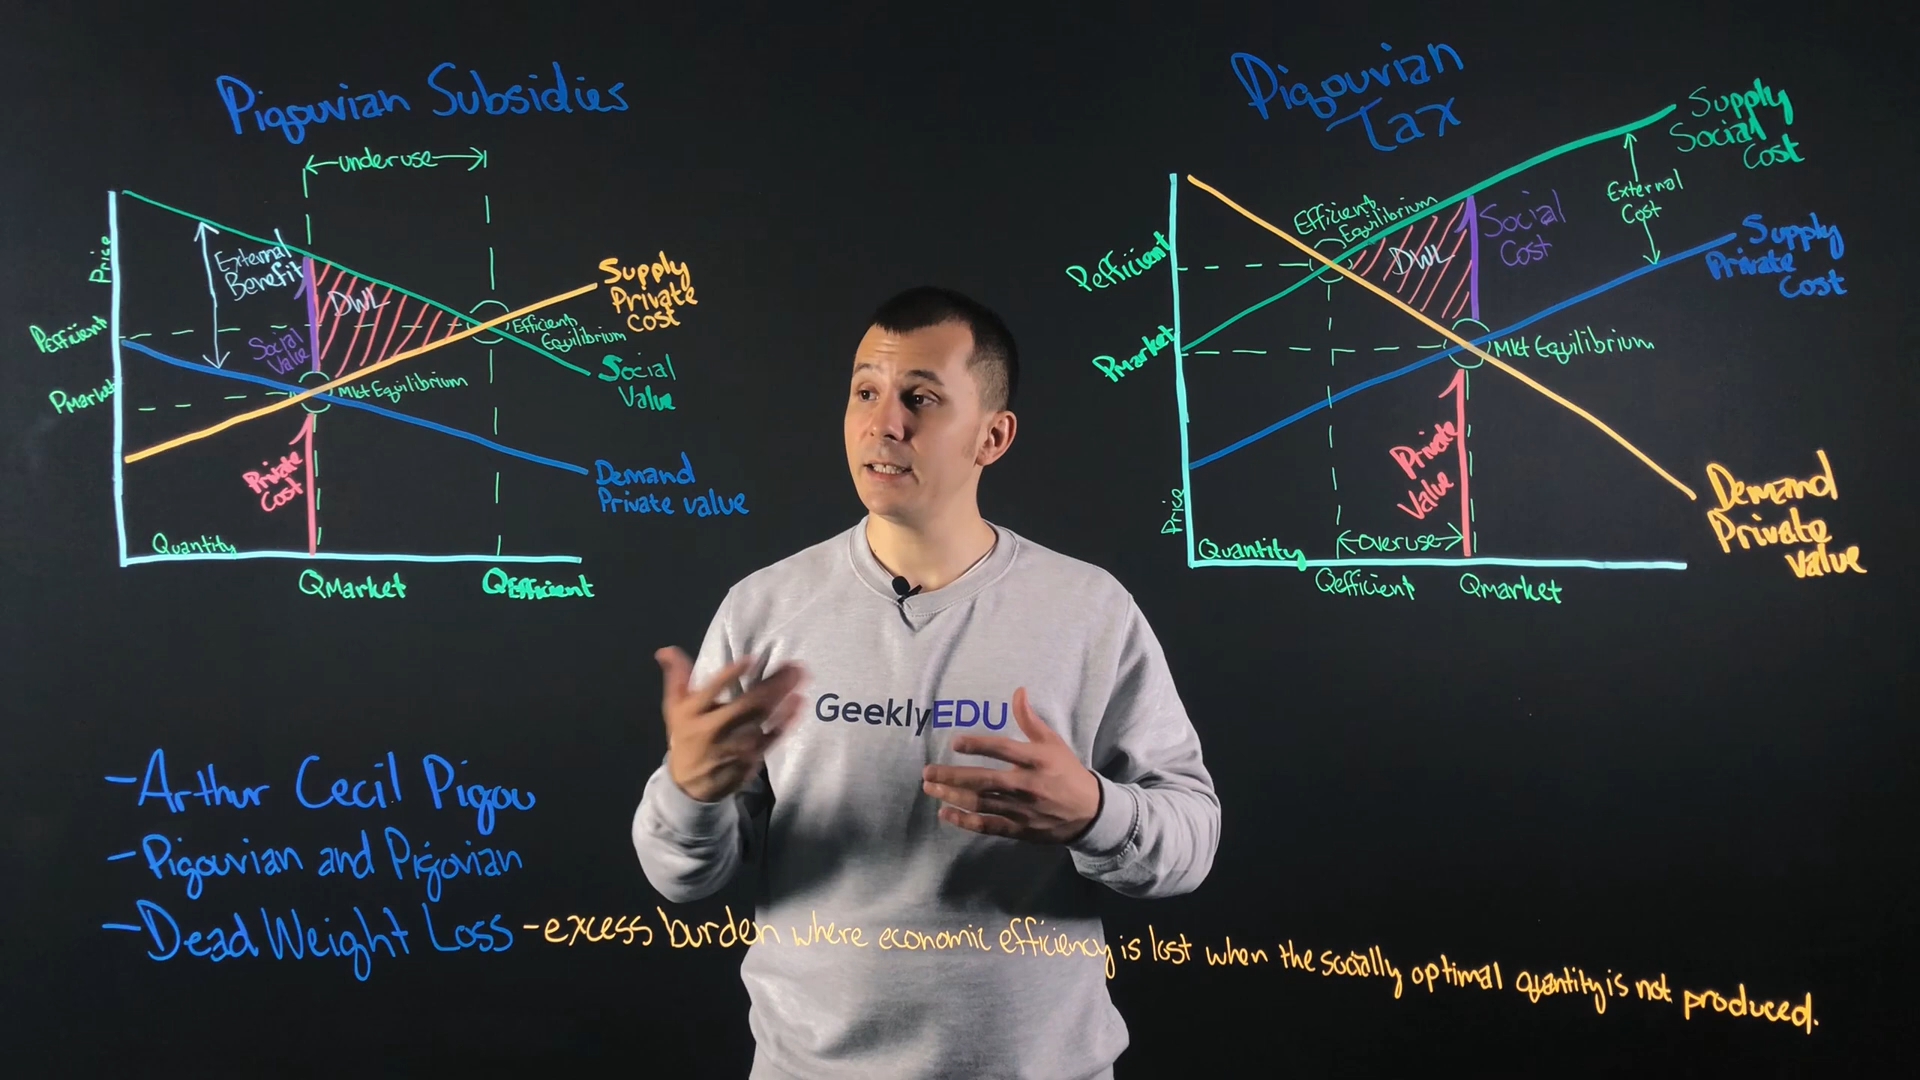 Pigouvian Subsidies
under use
Price
External
Benefit
DWL
Social
Value
Supply
Private
Cost
Pefficient
Efficient
Equilibrium
Social
Value
Pmarket
Mkt Equilibrium
Private
Cost
Demand
Private value
Quantity
QMarket
QEfficient
Pigouvian
Tax
Supply
Social
Cost
External
Cost
Efficient
Equilibrium
Social
Cost
DWL
Supply
Private
Cost
Pefficient
Pmarket
Mkt Equilibrium
Private
Value
Price
Demand
Private
value
Quantity
overuse
Qefficient
Qmarket
GeeklyEDU
-Arthur Cecil Pigou
-Pigouvian and Pigovian
-Dead Weight Loss -excess burden where economic efficiency is lost when the socially optimal quantity is not produced.